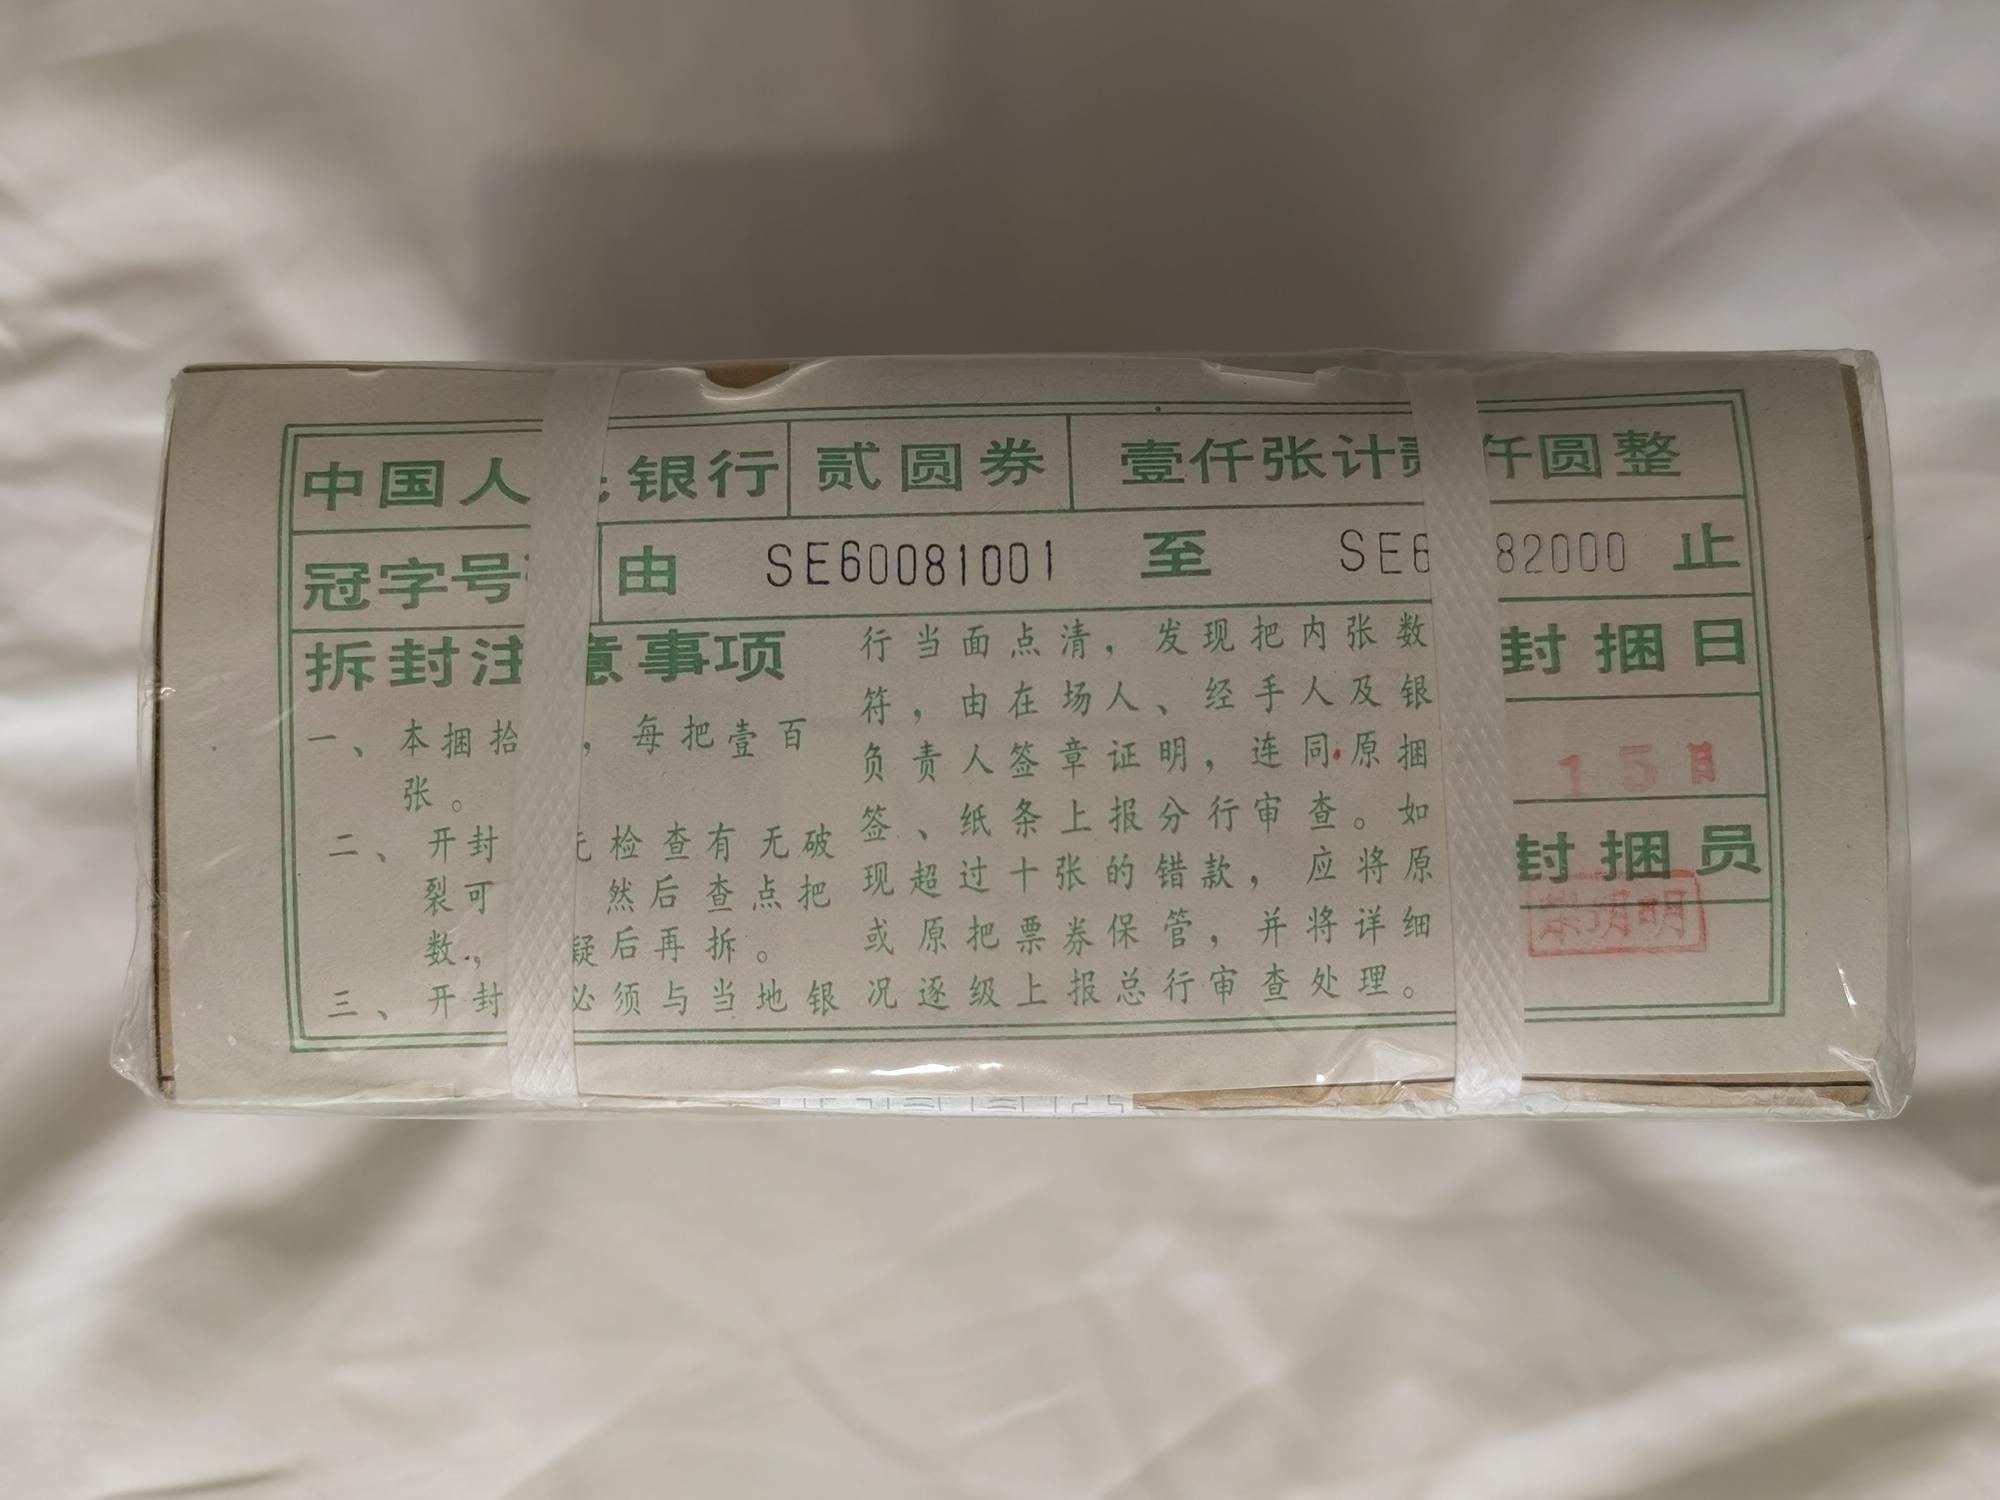 中国人 银行 贰圆券 壹仟张计 仟圆整
冠字号 由 SE60081001 至 SE6 82000 止
拆封注意事项
一、本捆拾 ，每把壹百
张。
二、开封 先检查有无破
裂可 然后查点把
数， 疑后再拆。
三、开封 必须与当地银
行当面点清，发现把内张数
符，由在场人、经手人及银
负责人签章证明，连同原捆
签、纸条上报分行审查。如
现超过十张的错款，应将原
或原把票券保管，并将详细
况逐级上报总行审查处理。
封捆日
15日
封捆员
明